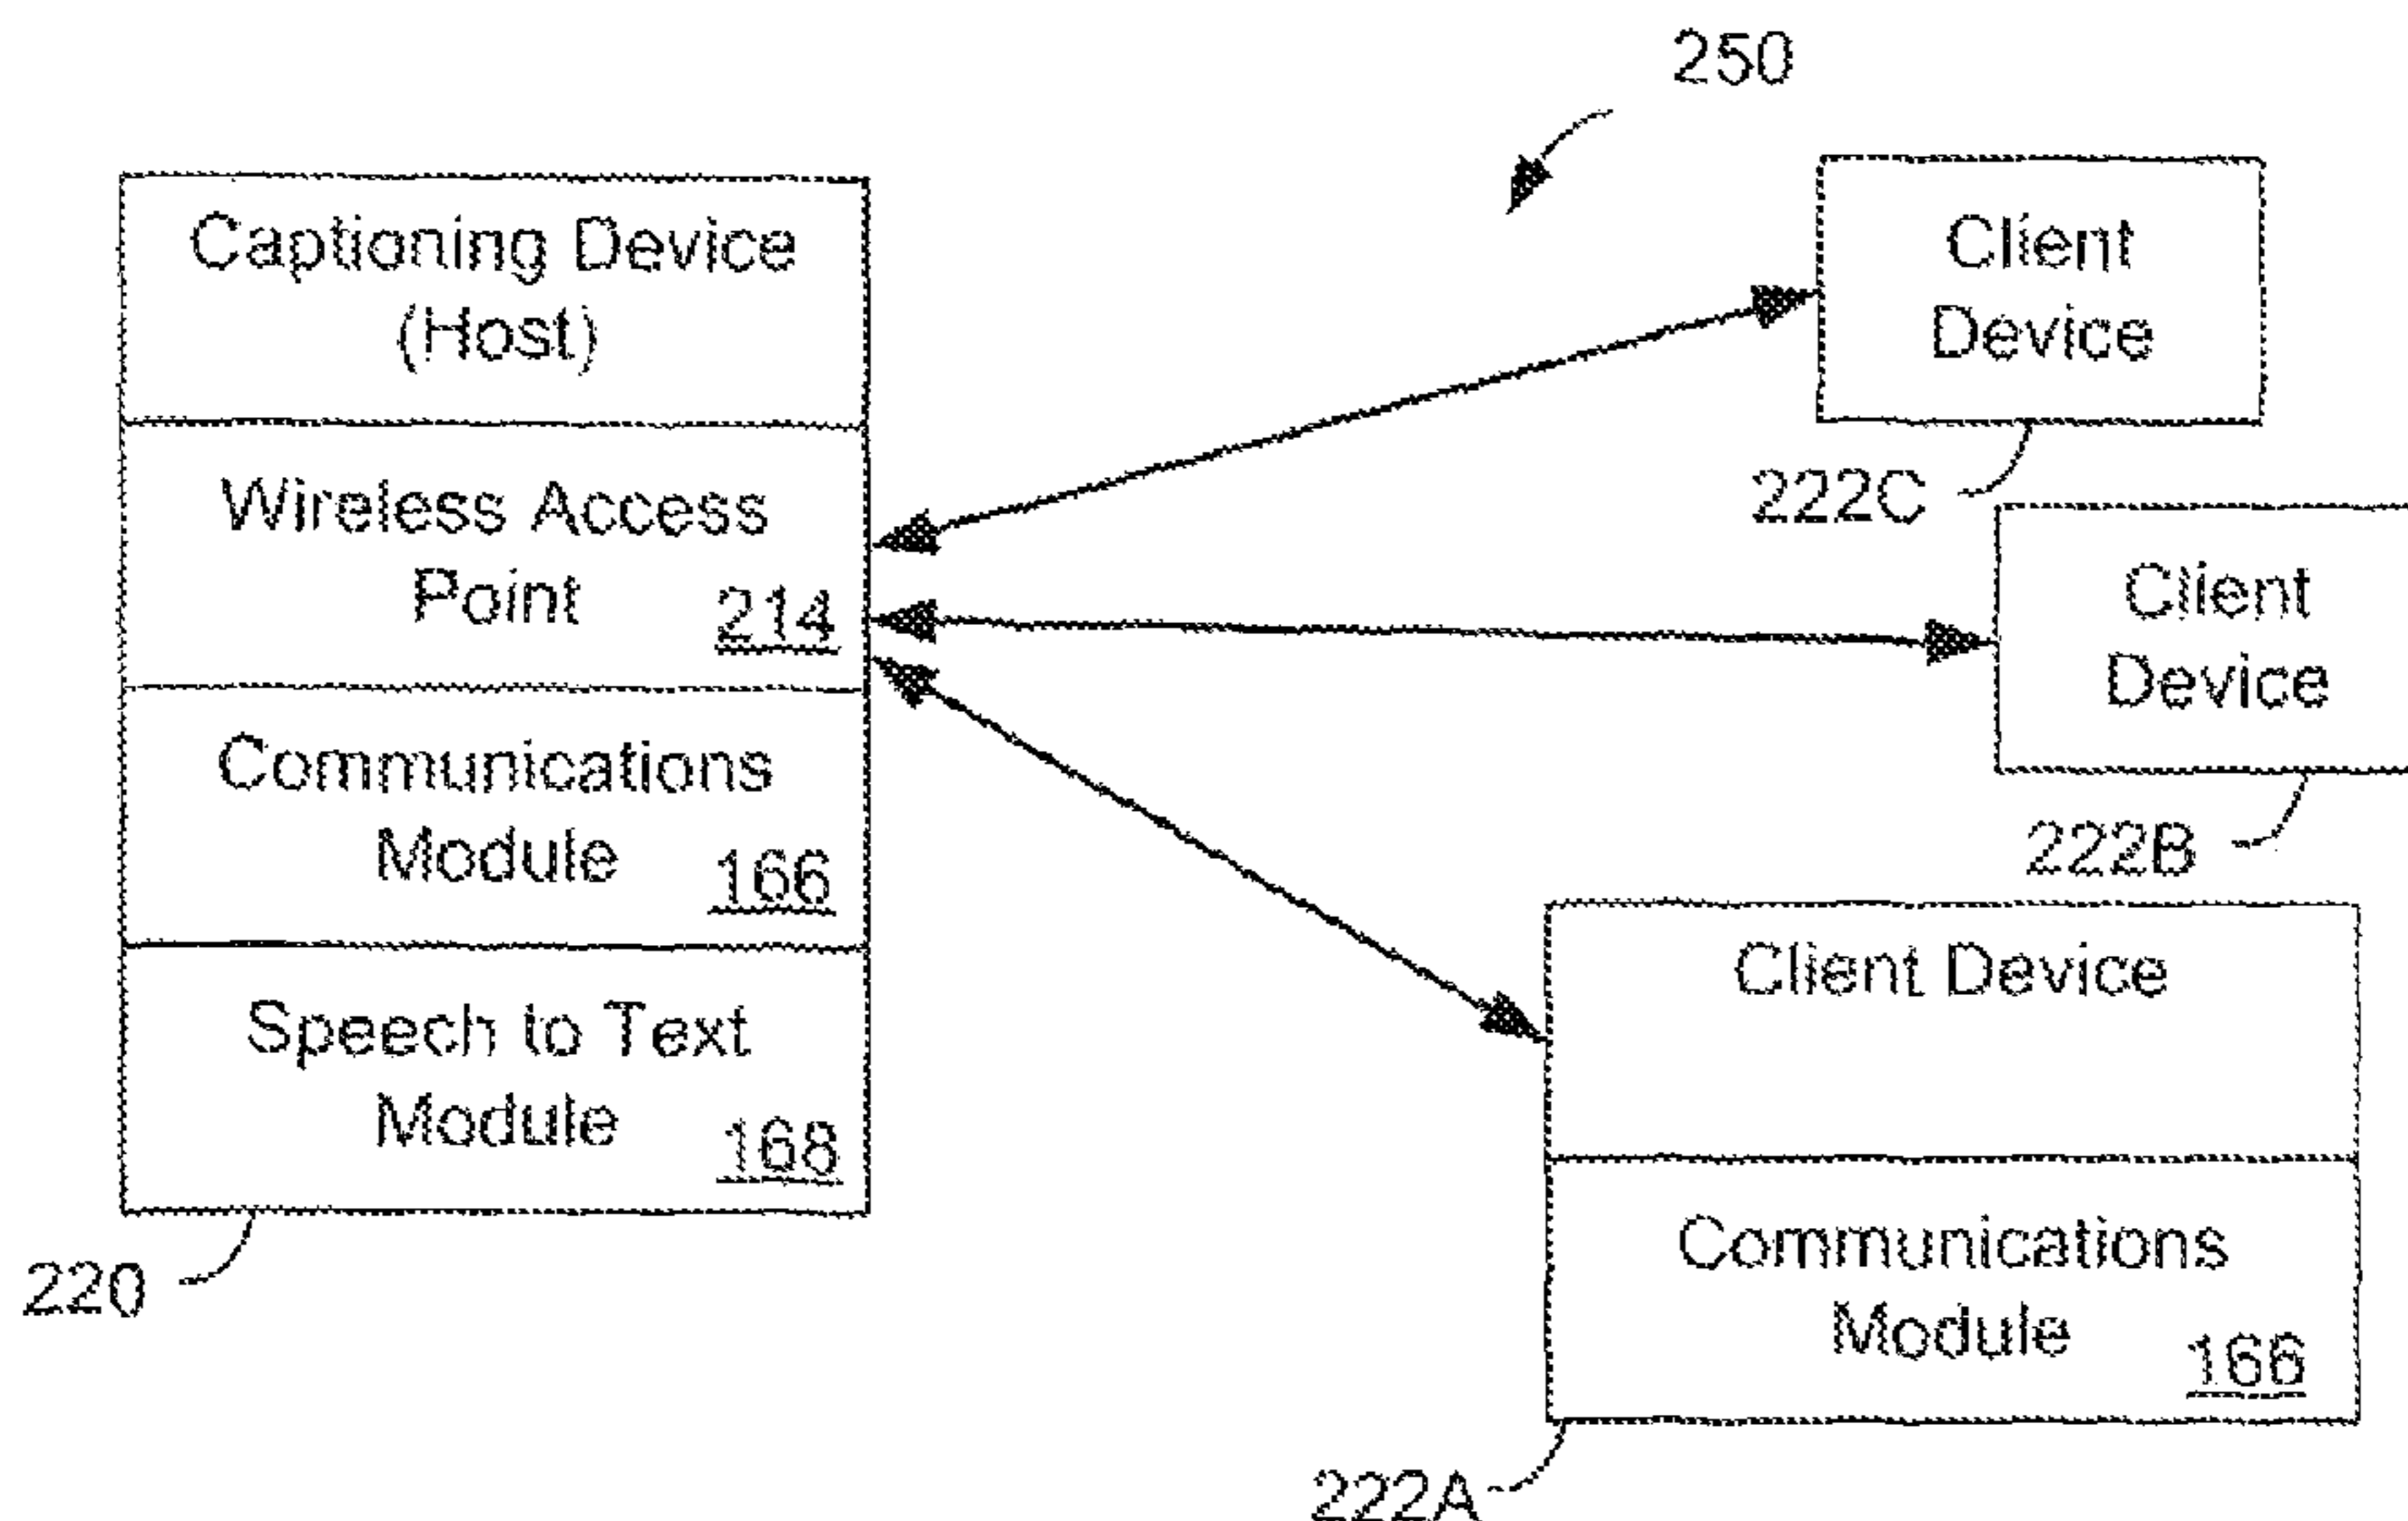 250
Captioning Device
(Host)
Wireless Access
Point
214
Communications
Module
166
Speech to Text
Module
168
220
Client
Device
222C
Client
Device
222B
Client Device
Communications
Module
166
222A